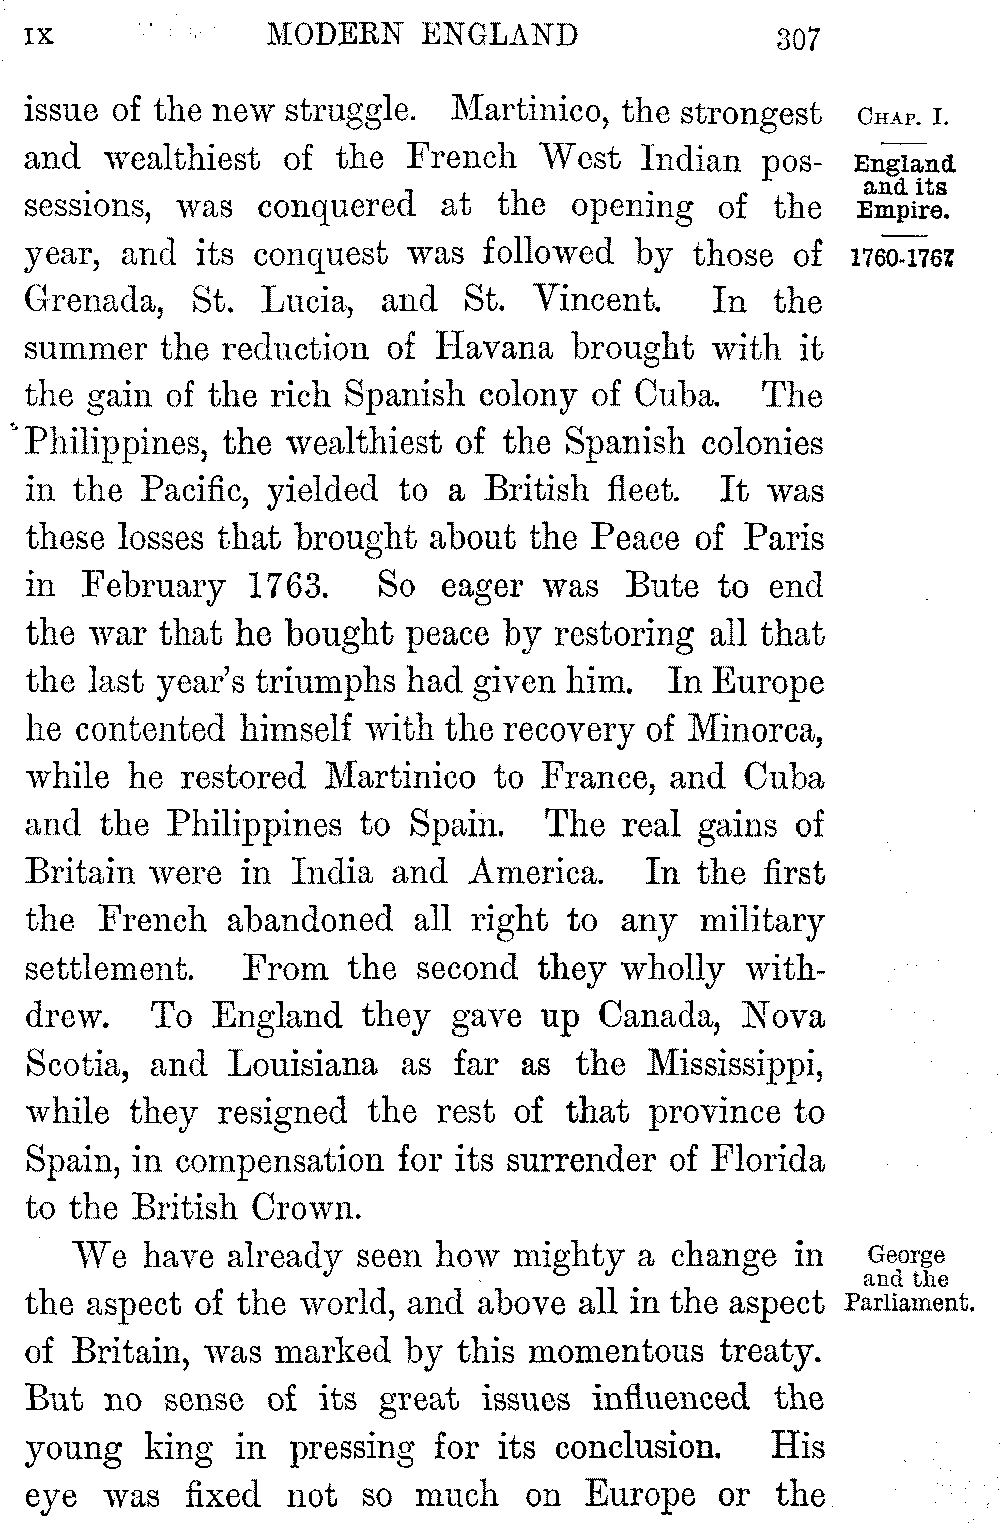 IX MODERN ENGLAND 307
issue of the new struggle. Martinico, the strongest
and wealthiest of the French West Indian pos-
sessions, was conquered at the opening of the
year, and its conquest was followed by those of
Grenada, St. Lucia, and St. Vincent. In the
summer the reduction of Havana brought with it
the gain of the rich Spanish colony of Cuba. The
Philippines, the wealthiest of the Spanish colonies
in the Pacific, yielded to a British fleet. It was
these losses that brought about the Peace of Paris
in February 1763. So eager was Bute to end
the war that he bought peace by restoring all that
the last year's triumphs had given him. In Europe
he contented himself with the recovery of Minorca,
while he restored Martinico to France, and Cuba
and the Philippines to Spain. The real gains of
Britain were in India and America. In the first
the French abandoned all right to any military
settlement. From the second they wholly with-
drew. To England they gave up Canada, Nova
Scotia, and Louisiana as far as the Mississippi,
while they resigned the rest of that province to
Spain, in compensation for its surrender of Florida
to the British Crown.
We have already seen how mighty a change in
the aspect of the world, and above all in the aspect
of Britain, was marked by this momentous treaty.
But no sense of its great issues influenced the
young king in pressing for its conclusion. His
eye was fixed not so much on Europe or the
CHAP. I.
England
and its
Empire.
1760-1767
George
and the
Parliament.